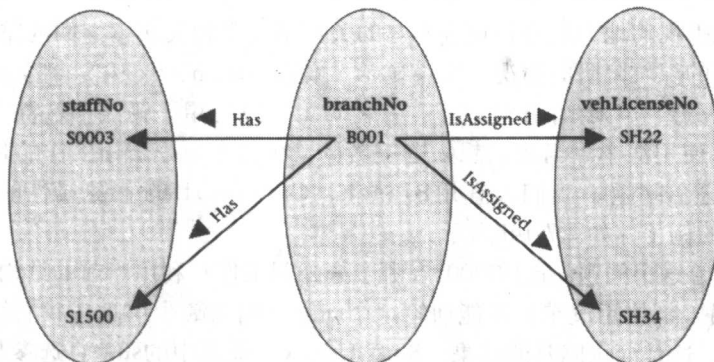 staffNo
branchNo
vehLicenseNo
S0003
Has
B001
IsAssigned
SH22
Has
IsAssigned
S1500
SH34